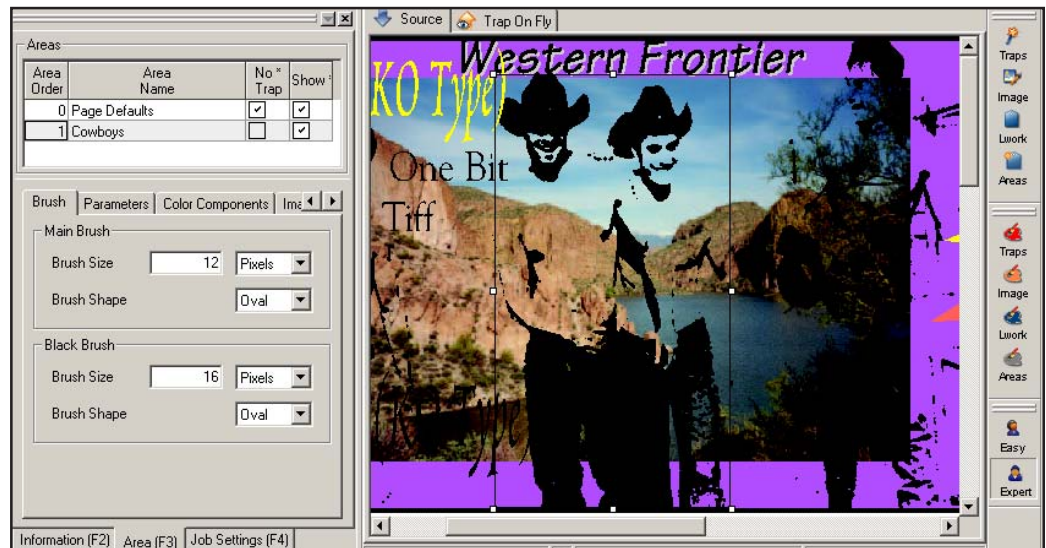 Areas
Area Order
Area Name
No * Trap
Show
0 Page Defaults
1 Cowboys
Brush
Parameters
Color Components
Main Brush
Brush Size 12 Pixels
Brush Shape Oval
Black Brush
Brush Size 16 Pixels
Brush Shape Oval
Information (F2)
Area (F3)
Job Settings (F4)
Source
Trap On Fly
Western Frontier
KO Type)
One Bit
Tiff
Type)
Traps
Image
Lwork
Areas
Traps
Image
Lwork
Areas
Easy
Expert